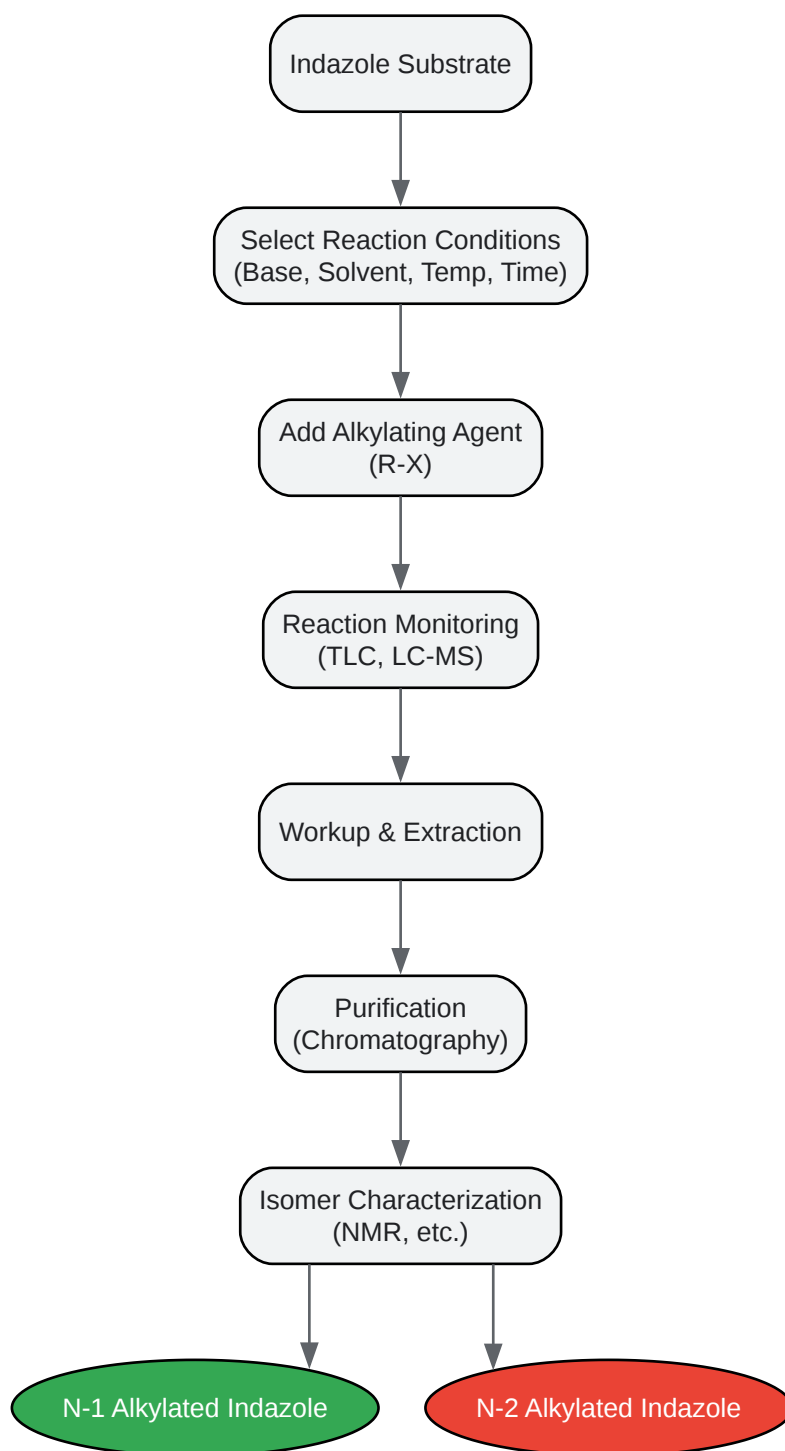 Indazole Substrate
Select Reaction Conditions
(Base, Solvent, Temp, Time)
Add Alkylating Agent
(R-X)
Reaction Monitoring
(TLC, LC-MS)
Workup & Extraction
Purification
(Chromatography)
Isomer Characterization
(NMR, etc.)
N-1 Alkylated Indazole
N-2 Alkylated Indazole